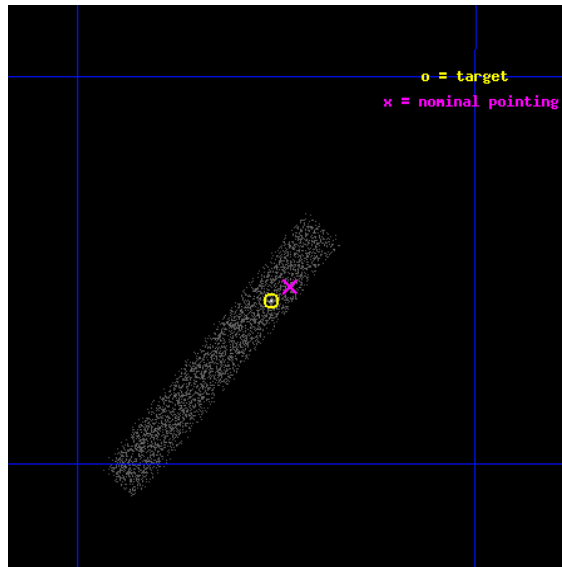 o = target
x = nominal pointing